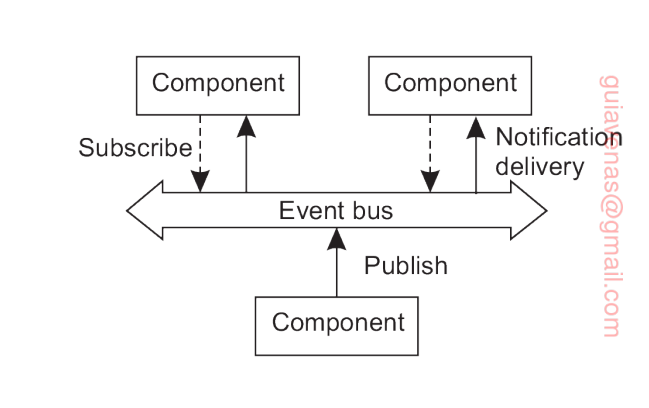 Component
Component
Subscribe
Notification
delivery
Event bus
Publish
Component
guiavenas@gmail.com